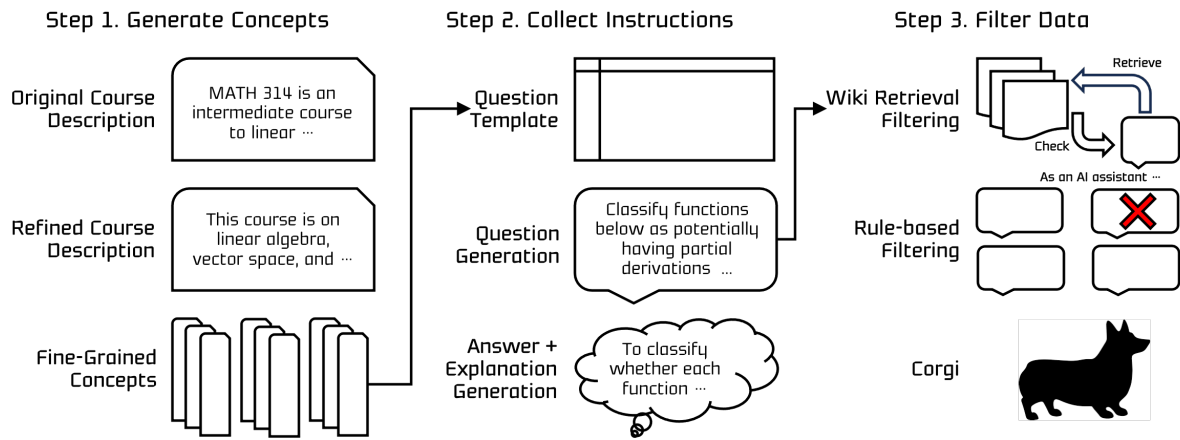 Step 1. Generate Concepts
Original Course
Description
MATH 314 is an
intermediate course
to linear ...
Refined Course
Description
This course is on
linear algebra,
vector space, and ...
Fine-Grained
Concepts
Step 2. Collect Instructions
Question
Template
Question
Generation
Classify functions
below as potentially
having partial
derivations ...
Answer +
Explanation
Generation
To classify
whether each
function ...
Step 3. Filter Data
Wiki Retrieval
Filtering
Retrieve
Check
As an AI assistant ...
Rule-based
Filtering
Corgi